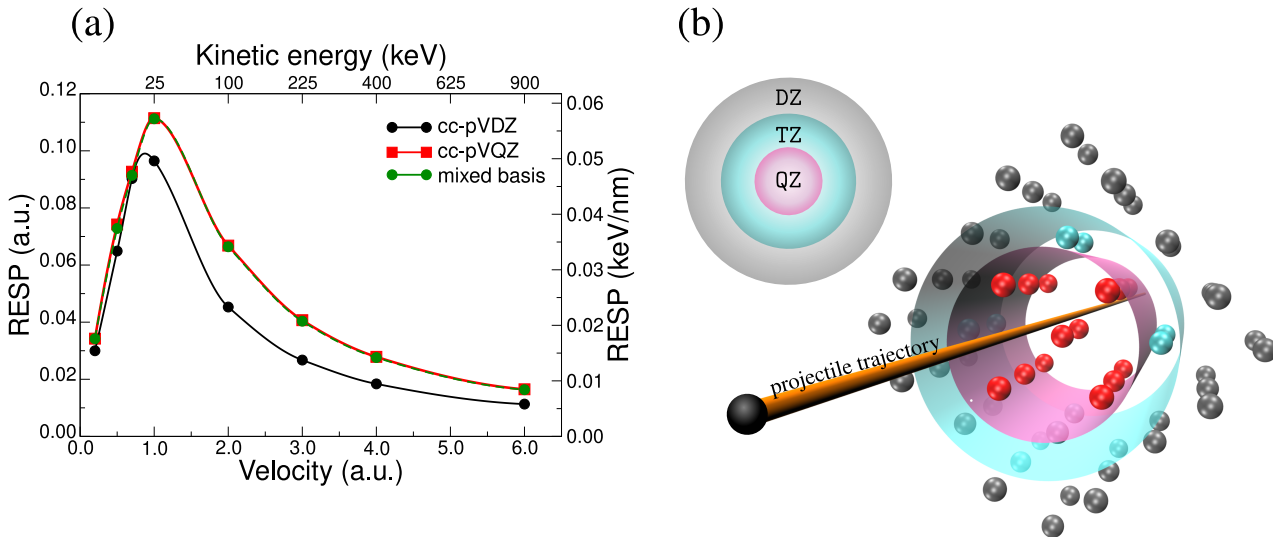 (a)
Kinetic energy (keV)
25 100 225 400 625 900
0.12
0.10
0.08
0.06
0.04
0.02
0.00
RESP (a.u.)
cc-pVDZ
cc-pVQZ
mixed basis
0.06
0.05
0.04
0.03
0.02
0.01
0.00
RESP (keV/nm)
0.0 1.0 2.0 3.0 4.0 5.0 6.0
Velocity (a.u.)
(b)
DZ
TZ
QZ
projectile trajectory